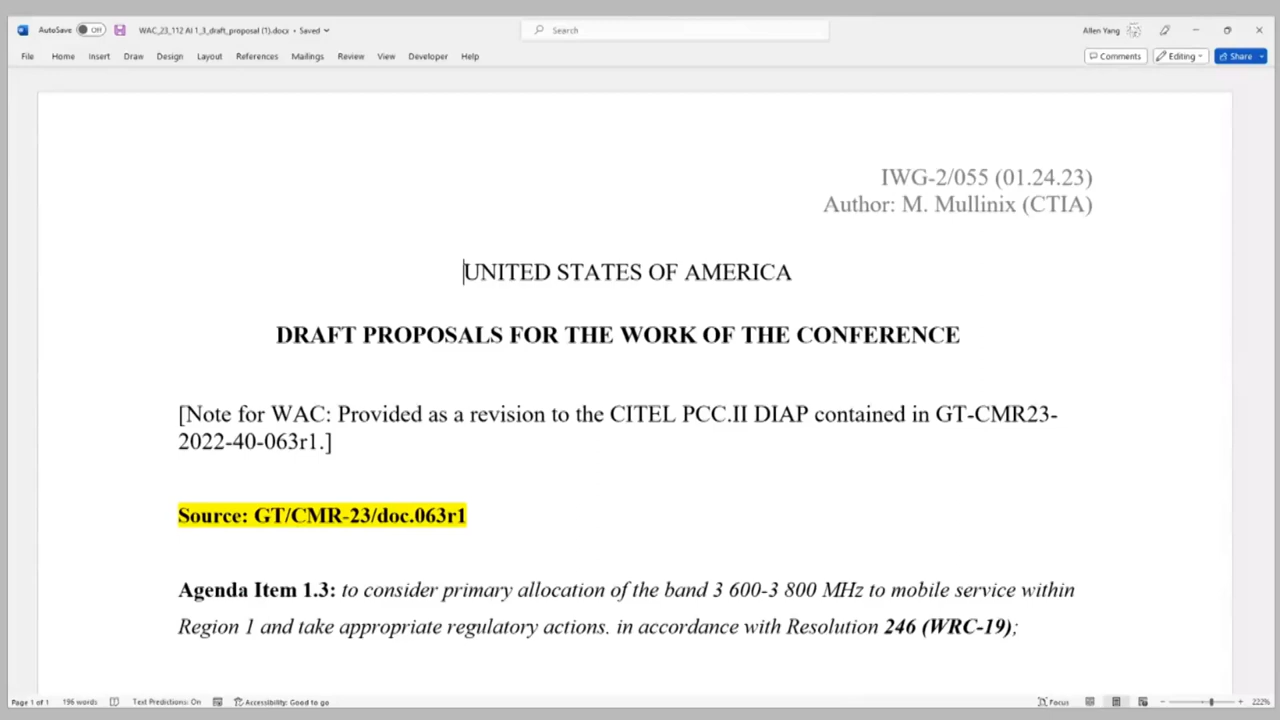 AutoSave Off WAC_23_112 AI 1_3_draft_proposal (1).docx • Saved Search Allen Yang
File Home Insert Draw Design Layout References Mailings Review View Developer Help Comments Editing Share
IWG-2/055 (01.24.23)
Author: M. Mullinix (CTIA)
UNITED STATES OF AMERICA
DRAFT PROPOSALS FOR THE WORK OF THE CONFERENCE
[Note for WAC: Provided as a revision to the CITEL PCC.II DIAP contained in GT-CMR23-
2022-40-063r1.]
Source: GT/CMR-23/doc.063r1
Agenda Item 1.3: to consider primary allocation of the band 3 600-3 800 MHz to mobile service within
Region 1 and take appropriate regulatory actions. in accordance with Resolution 246 (WRC-19);
Page 1 of 1 196 words Text Predictions: On Accessibility: Good to go Focus 222%